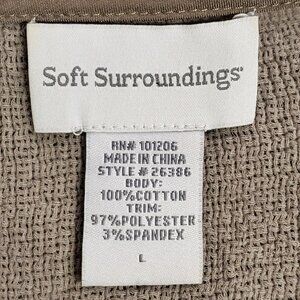 Soft Surroundings®
RN# 101206
MADE IN CHINA
STYLE # 26386
BODY:
100%COTTON
TRIM:
97%POLYESTER
3%SPANDEX
L